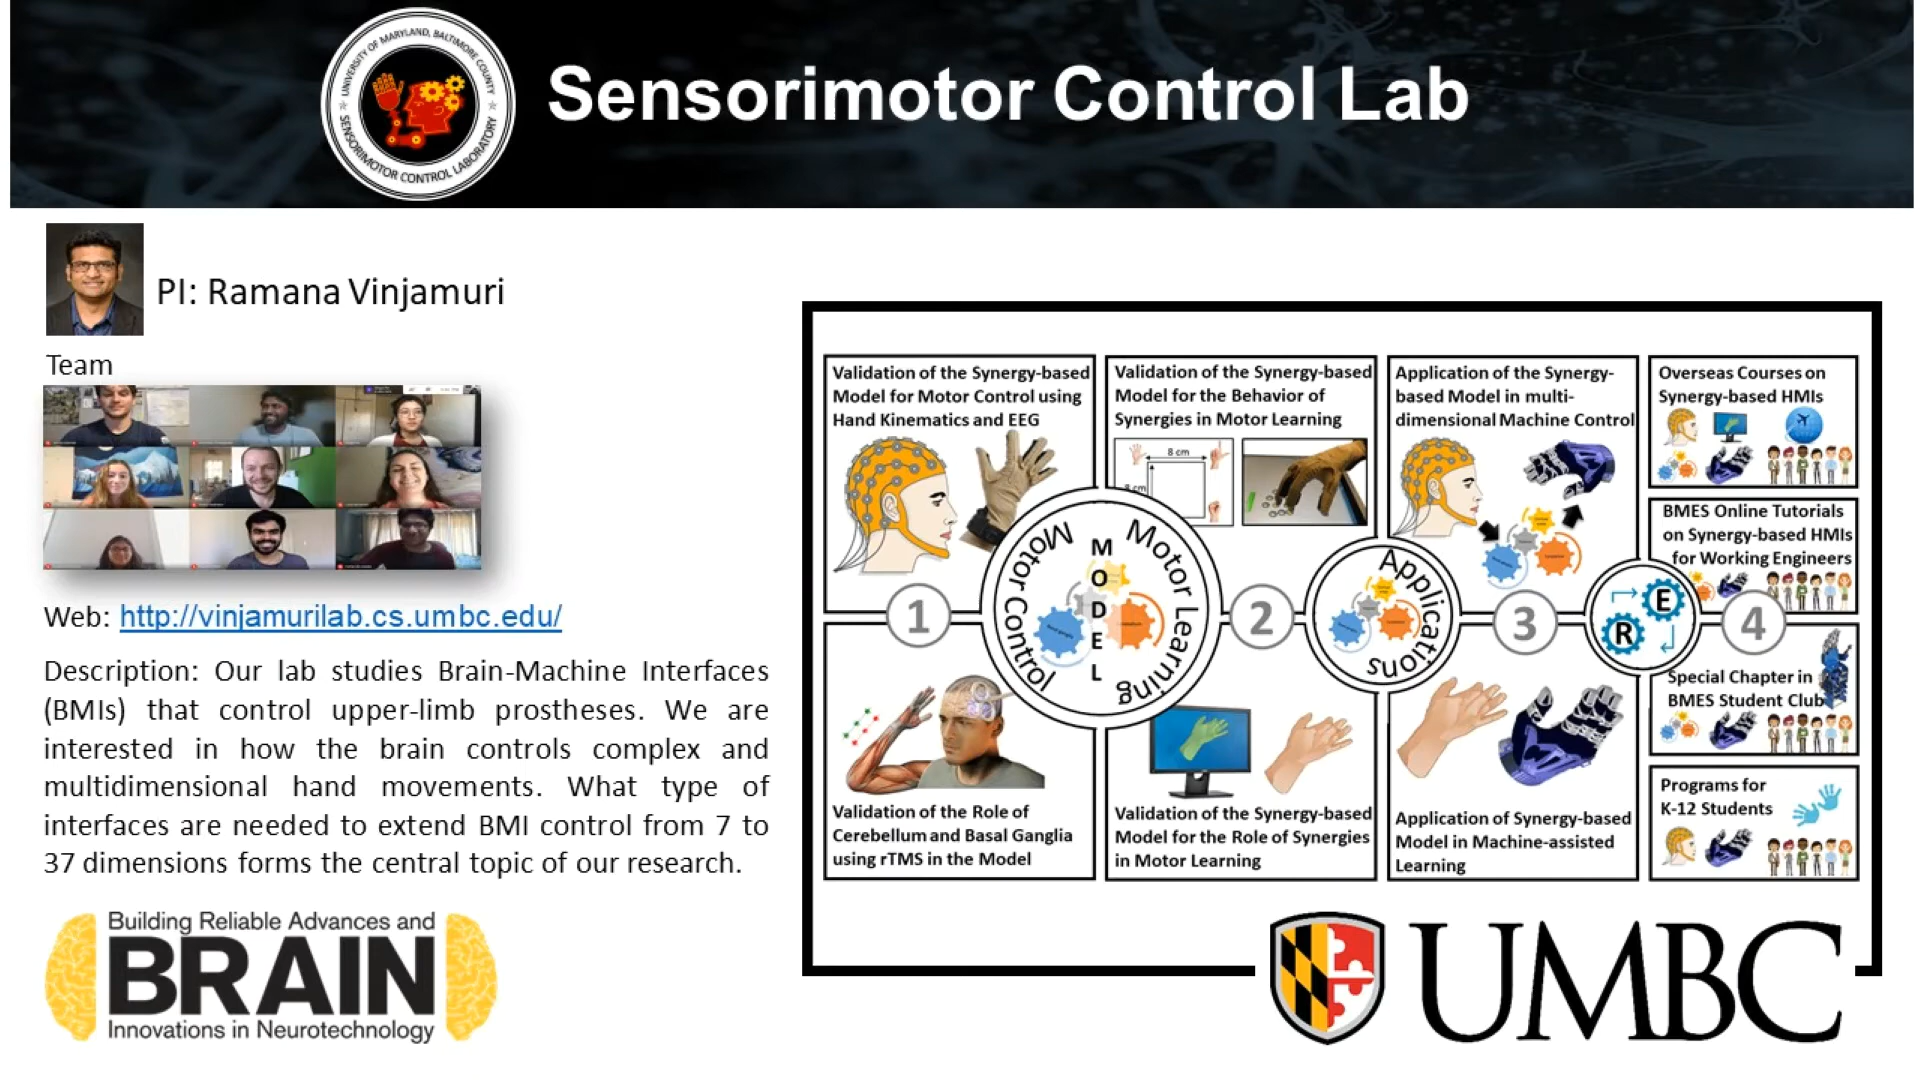 UNIVERSITY OF MARYLAND, BALTIMORE COUNTY
SENSORIMOTOR CONTROL LABORATORY
Sensorimotor Control Lab
PI: Ramana Vinjamuri
Team
Web: http://vinjamurilab.cs.umbc.edu/
Description: Our lab studies Brain-Machine Interfaces
(BMIs) that control upper-limb prostheses. We are
interested in how the brain controls complex and
multidimensional hand movements. What type of
interfaces are needed to extend BMI control from 7 to
37 dimensions forms the central topic of our research.
Building Reliable Advances and
BRAIN
Innovations in Neurotechnology
Validation of the Synergy-based
Model for Motor Control using
Hand Kinematics and EEG
Validation of the Synergy-based
Model for the Behavior of
Synergies in Motor Learning
8 cm
8 cm
Application of the Synergy-
based Model in multi-
dimensional Machine Control
Overseas Courses on
Synergy-based HMIs
BMES Online Tutorials
on Synergy-based HMIs
for Working Engineers
1
Motor Control
MODEL
Motor Learning
2
Applications
3
E
R
4
Validation of the Role of
Cerebellum and Basal Ganglia
using rTMS in the Model
Validation of the Synergy-based
Model for the Role of Synergies
in Motor Learning
Application of Synergy-based
Model in Machine-assisted
Learning
Special Chapter in
BMES Student Club
Programs for
K-12 Students
UMBC